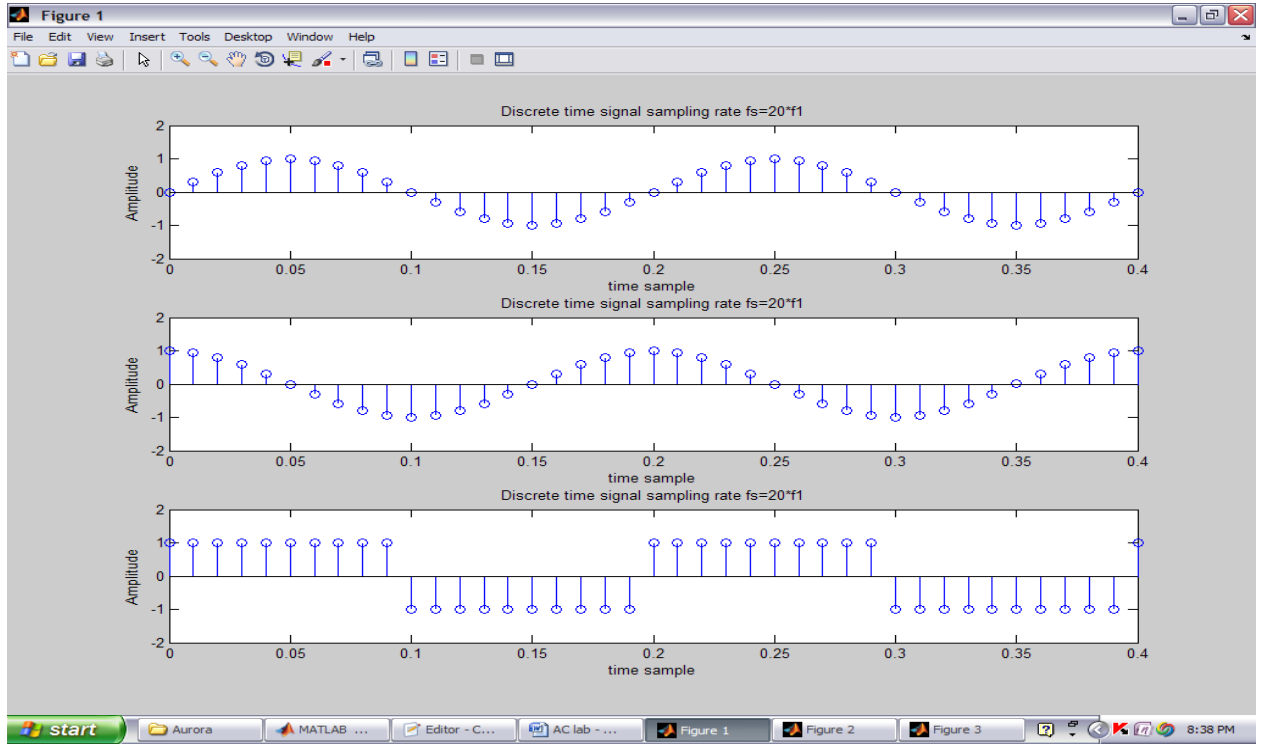 Figure 1
File Edit View Insert Tools Desktop Window Help
Discrete time signal sampling rate fs=20*f1
2
1
0
-1
-2
Amplitude
0 0.05 0.1 0.15 0.2 0.25 0.3 0.35 0.4
time sample
Discrete time signal sampling rate fs=20*f1
2
1
0
-1
-2
Amplitude
0 0.05 0.1 0.15 0.2 0.25 0.3 0.35 0.4
time sample
Discrete time signal sampling rate fs=20*f1
2
1
0
-1
-2
Amplitude
0 0.05 0.1 0.15 0.2 0.25 0.3 0.35 0.4
time sample
start Aurora MATLAB ... Editor - C... AC lab - ... Figure 1 Figure 2 Figure 3 8:38 PM